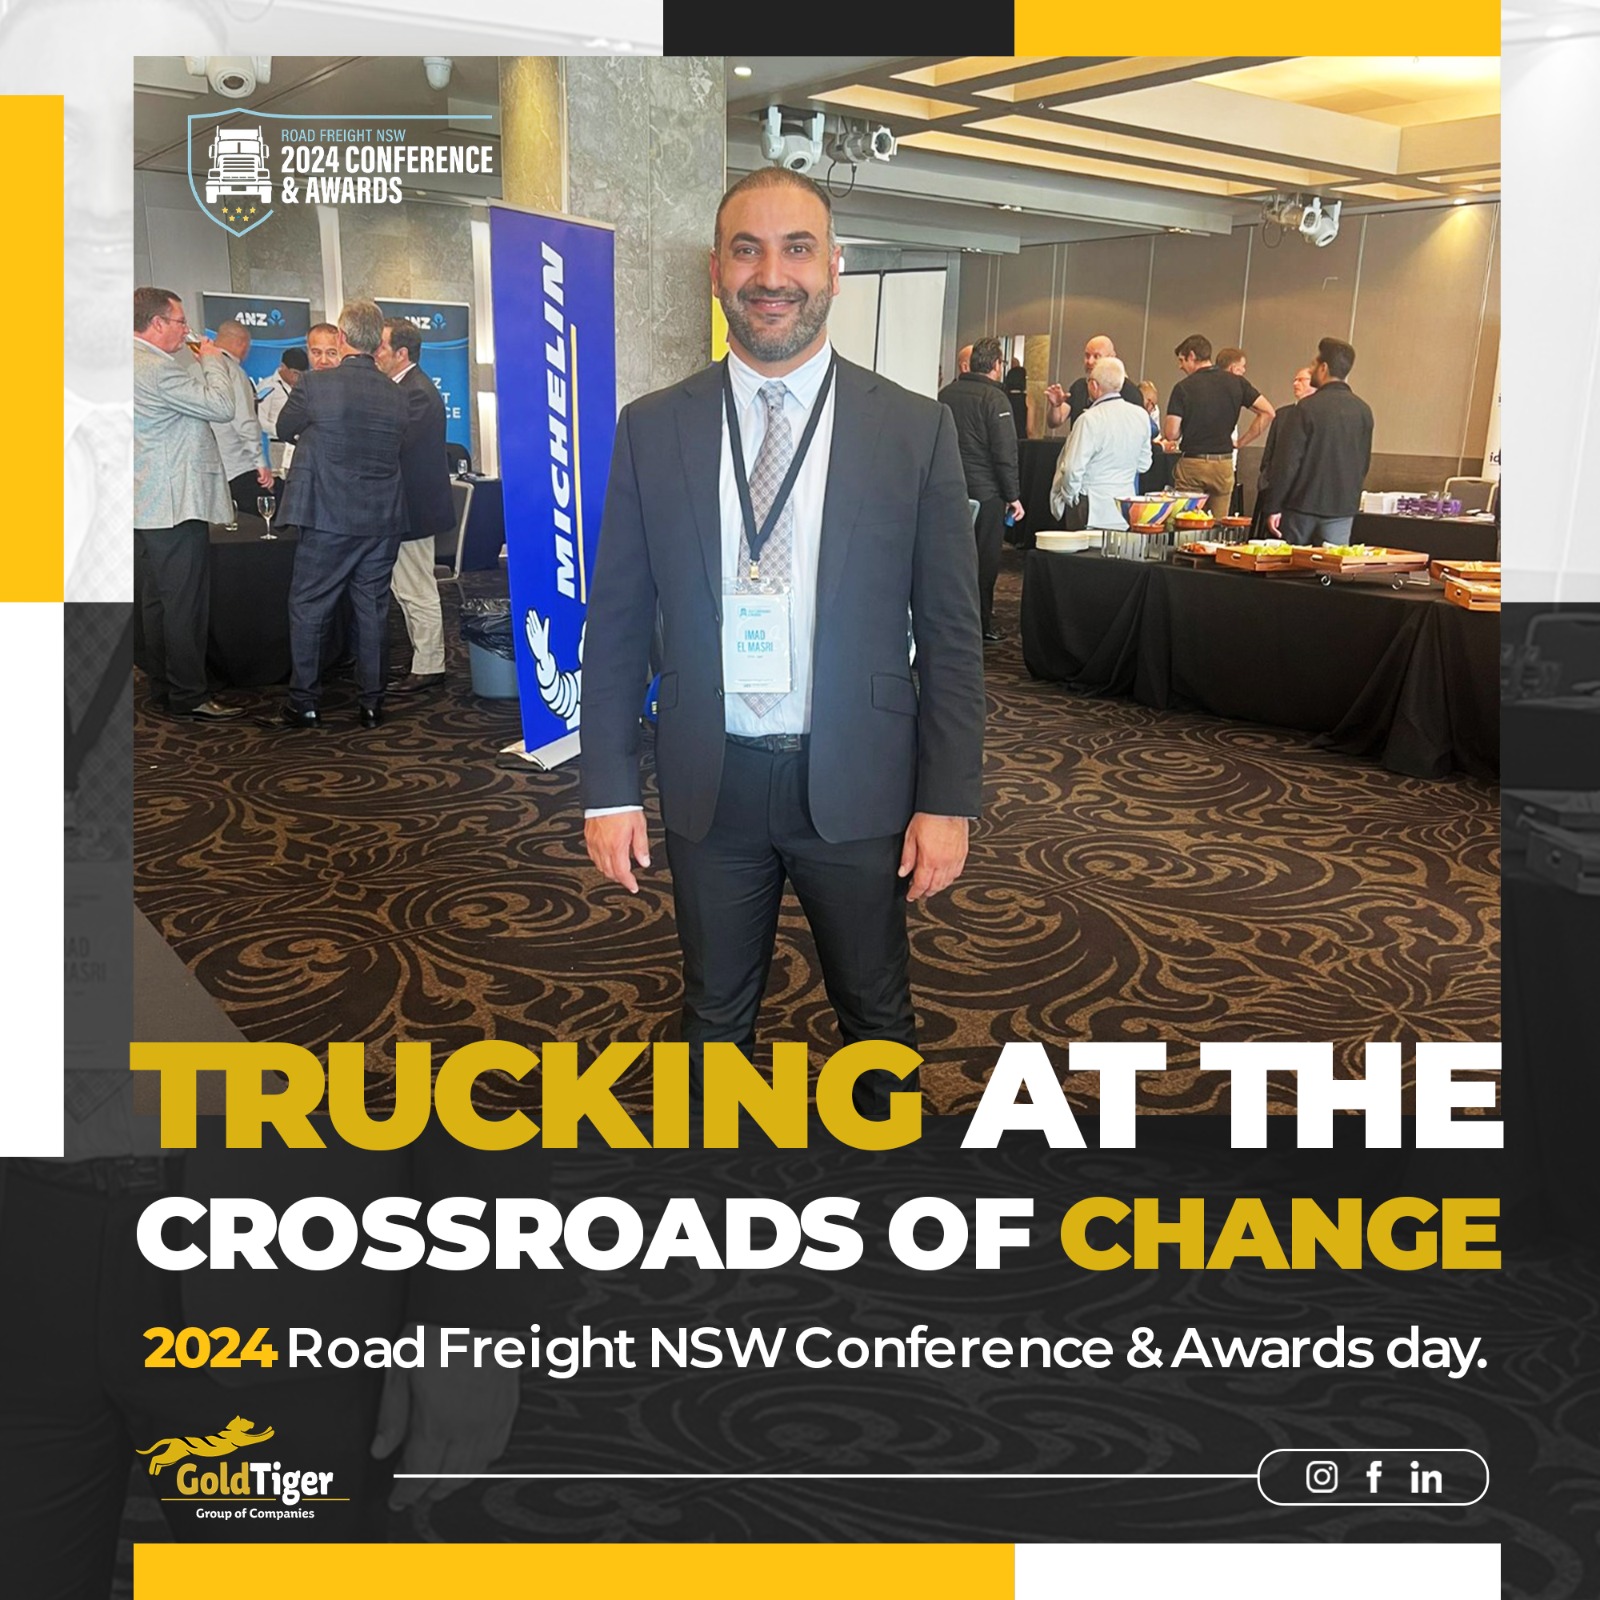 ROAD FREIGHT NSW
2024 CONFERENCE
& AWARDS
ANZ
ANZ
MICHELIN
IMAD
EL MASRI
TRUCKING AT THE
CROSSROADS OF CHANGE
2024 Road Freight NSW Conference & Awards day.
GoldTiger
Group of Companies
f
in